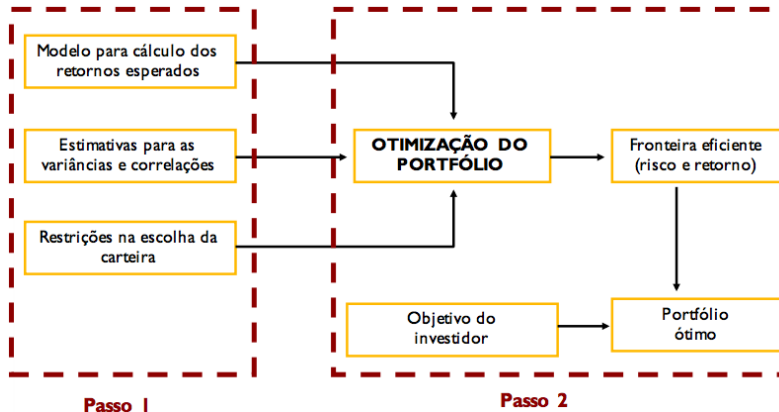 Modelo para cálculo dos
retornos esperados
Estimativas para as
variâncias e correlações
Restrições na escolha da
carteira
OTIMIZAÇÃO DO
PORTFÓLIO
Fronteira eficiente
(risco e retorno)
Objetivo do
investidor
Portfólio
ótimo
Passo 1
Passo 2